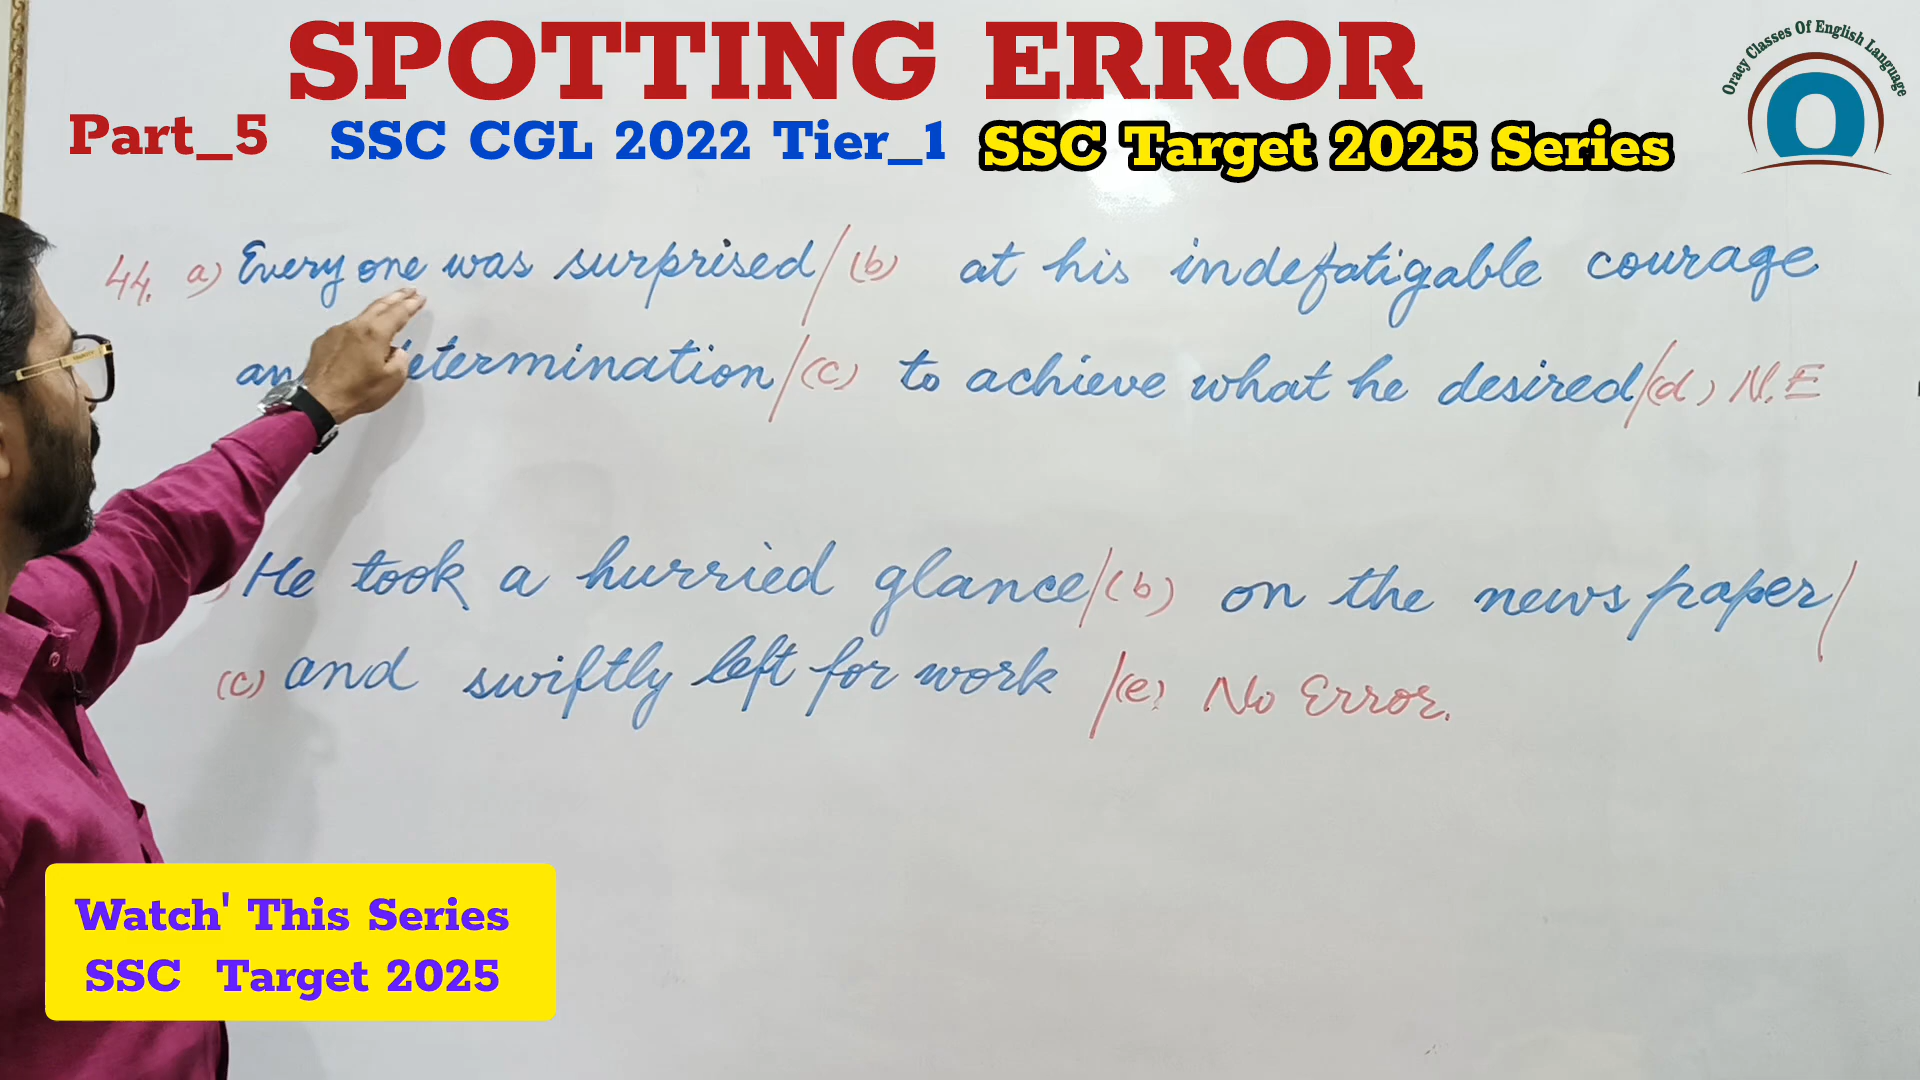 SPOTTING ERROR
Oracy Classes Of English Language
O
Part_5 SSC CGL 2022 Tier_1 SSC Target 2025 Series
44. a) Every one was surprised/(b) at his indefatigable courage
determination/(c) to achieve what he desired/(d) N.E
He took a hurried glance/(b) on the news paper/
(c) and swiftly left for work /(e) No Error.
Watch' This Series
SSC Target 2025